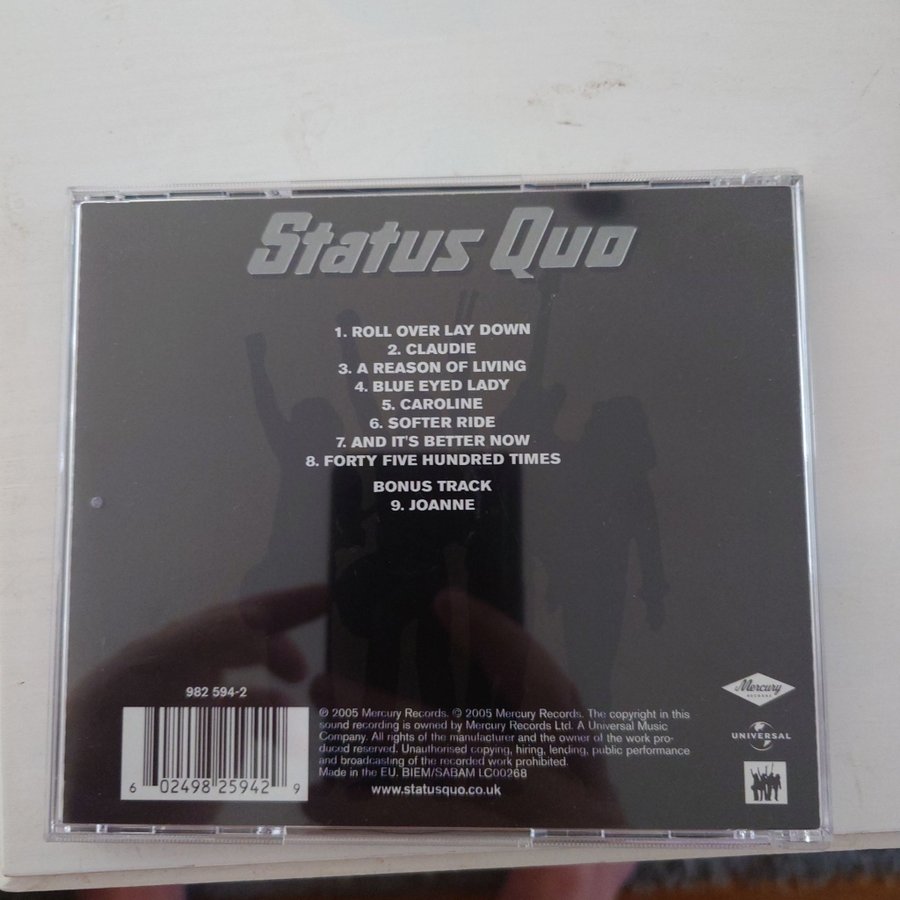 Status Quo
1. ROLL OVER LAY DOWN
2. CLAUDIE
3. A REASON OF LIVING
4. BLUE EYED LADY
5. CAROLINE
6. SOFTER RIDE
7. AND IT'S BETTER NOW
8. FORTY FIVE HUNDRED TIMES
BONUS TRACK
9. JOANNE
982 594-2
6 02498 25942 9
℗ 2005 Mercury Records. © 2005 Mercury Records. The copyright in this
sound recording is owned by Mercury Records Ltd. A Universal Music
Company. All rights of the manufacturer and the owner of the work pro-
duced reserved. Unauthorised copying, hiring, lending, public performance
and broadcasting of the recorded work prohibited.
Made in the EU. BIEM/SABAM LC00268
www.statusquo.co.uk
Mercury
RECORDS
UNIVERSAL